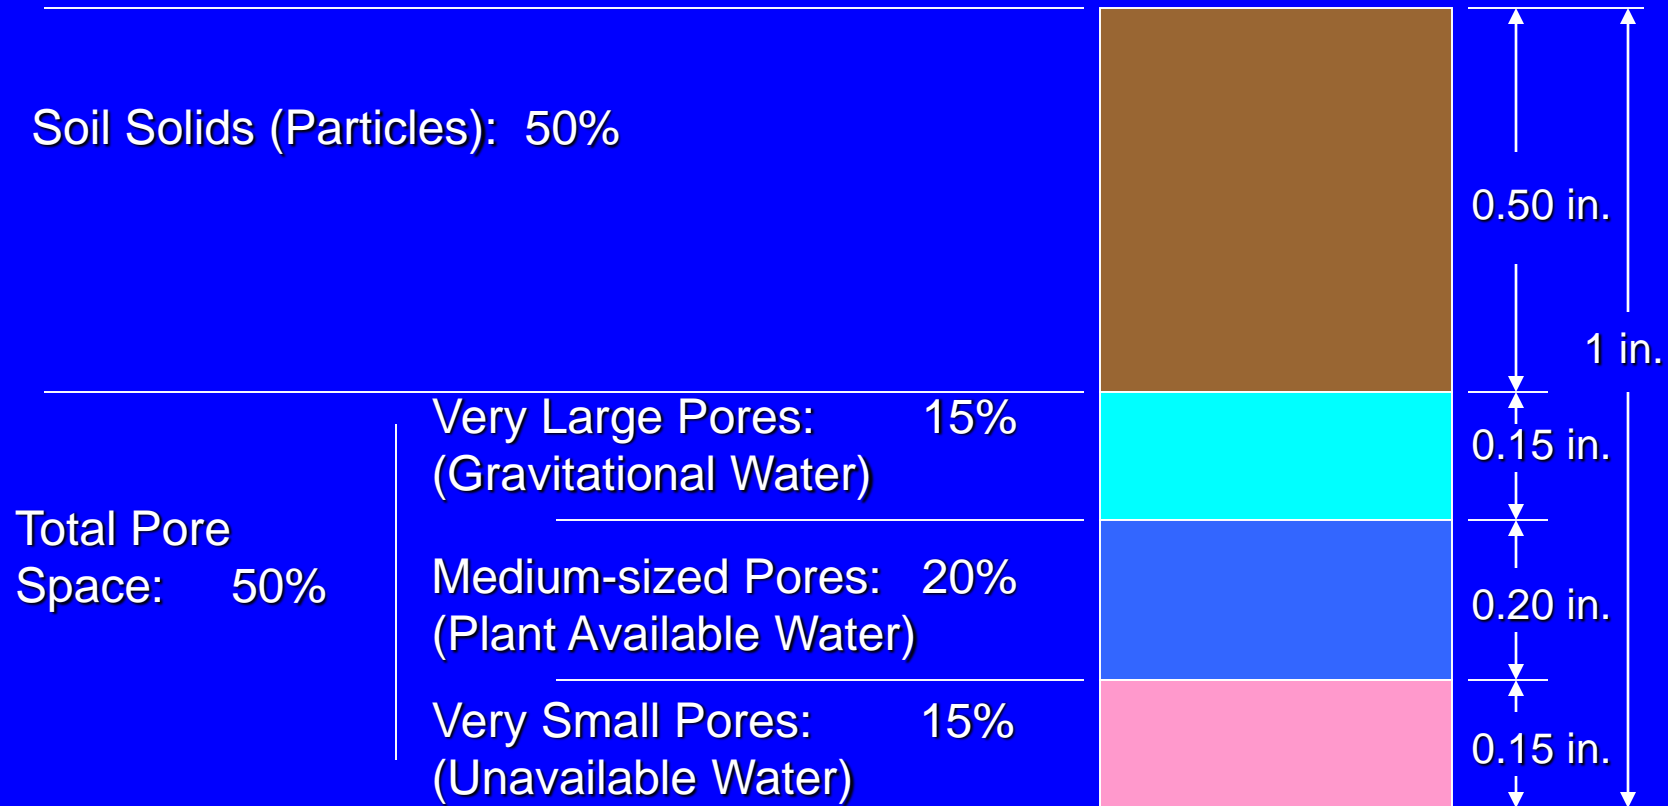 Soil Solids (Particles): 50%
0.50 in.
1 in.
Very Large Pores: 15%
(Gravitational Water)
0.15 in.
Total Pore
Space: 50%
Medium-sized Pores: 20%
(Plant Available Water)
0.20 in.
Very Small Pores: 15%
(Unavailable Water)
0.15 in.